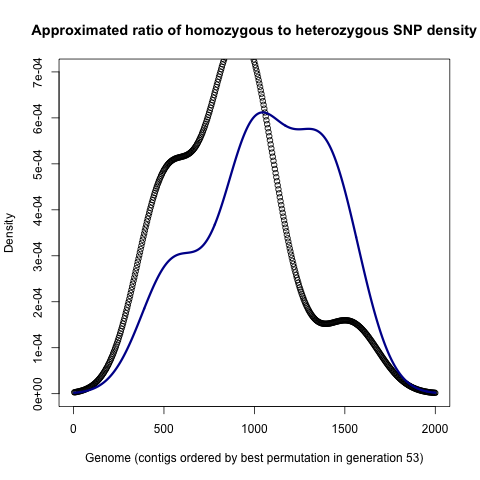 Approximated ratio of homozygous to heterozygous SNP density
Density
7e-04
6e-04
5e-04
4e-04
3e-04
2e-04
1e-04
0e+00
0 500 1000 1500 2000
Genome (contigs ordered by best permutation in generation 53)